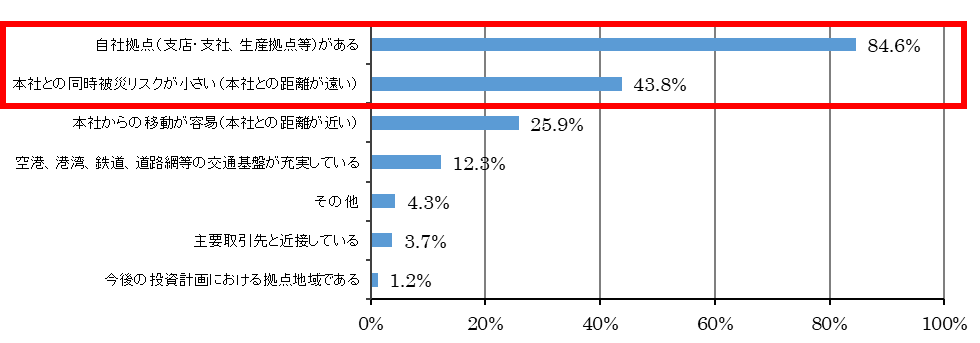 自社拠点（支店・支社、生産拠点等）がある
84.6%
本社との同時被災リスクが小さい（本社との距離が遠い）
43.8%
本社からの移動が容易（本社との距離が近い）
25.9%
空港、港湾、鉄道、道路網等の交通基盤が充実している
12.3%
その他
4.3%
主要取引先と近接している
3.7%
今後の投資計画における拠点地域である
1.2%
0% 20% 40% 60% 80% 100%